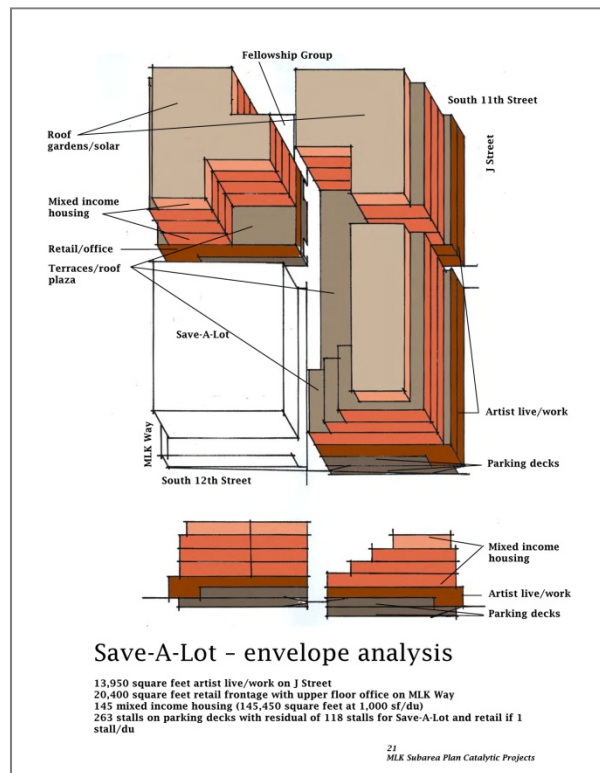 Fellowship Group
South 11th Street
Roof
gardens/solar
J Street
Mixed income
housing
Retail/office
Terraces/roof
plaza
Save-A-Lot
Artist live/work
MLK Way
Parking decks
South 12th Street
Mixed income
housing
Artist live/work
Parking decks
Save-A-Lot – envelope analysis
13,950 square feet artist live/work on J Street
20,400 square feet retail frontage with upper floor office on MLK Way
145 mixed income housing (145,450 square feet at 1,000 sf/du)
263 stalls on parking decks with residual of 118 stalls for Save-A-Lot and retail if 1
stall/du
21
MLK Subarea Plan Catalytic Projects